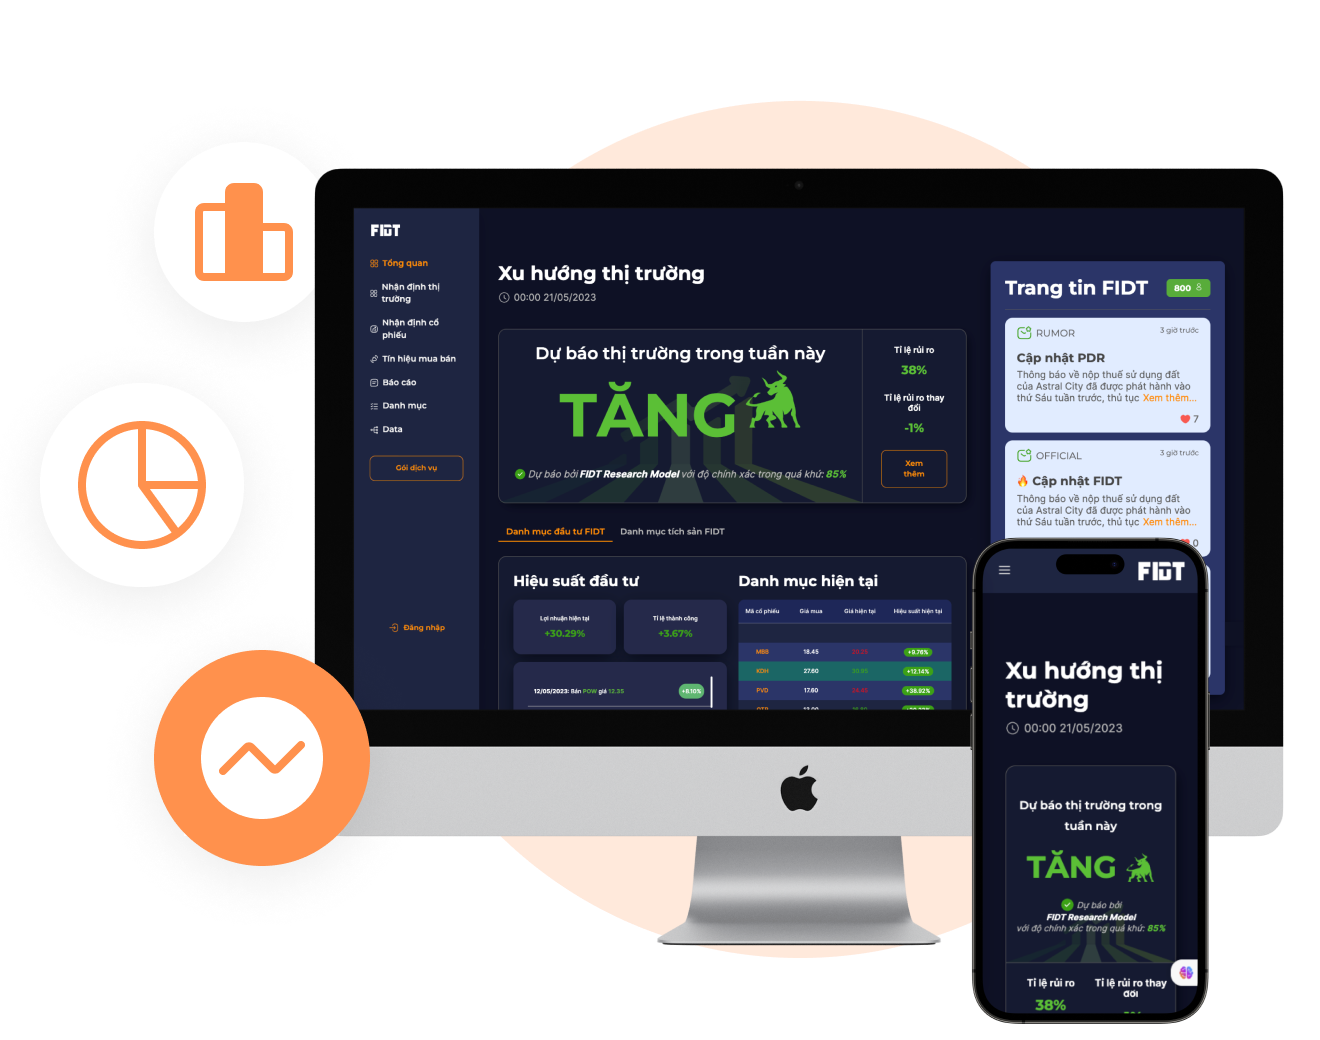 FIDT
Tổng quan
Nhận định thị
trường
Nhận định cổ
phiếu
Tín hiệu mua bán
Báo cáo
Danh mục
Data
Gói dịch vụ
Đăng nhập
Xu hướng thị trường
00:00 21/05/2023
Dự báo thị trường trong tuần này
TĂNG
Dự báo bởi FIDT Research Model với độ chính xác trong quá khứ: 85%
Tỉ lệ rủi ro
38%
Tỉ lệ rủi ro thay
đổi
-1%
Xem
thêm
Danh mục đầu tư FIDT
Danh mục tích sản FIDT
Hiệu suất đầu tư
Lợi nhuận hiện tại
+30.29%
Tỉ lệ thành công
+3.67%
12/05/2023: Bán POW giá 12.35
Danh mục hiện tại
Mã cổ phiếu Giá mua Giá hiện tại Hiệu suất hiện tại
MBB 18.45 +9.76%
KDH 27.60 +12.14%
PVD 17.60 +38.92%
Trang tin FIDT
800
RUMOR
3 giờ trước
Cập nhật PDR
Thông báo về nộp thuế sử dụng đất
của Astral City đã được phát hành vào
thứ Sáu tuần trước, thủ tục Xem thêm...
7
OFFICIAL
3 giờ trước
Cập nhật FIDT
Thông báo về nộp thuế sử dụng đất
của Astral City đã được phát hành vào
thứ Sáu tuần trước, thủ tục Xem thêm...
0
FIDT
Xu hướng thị
trường
00:00 21/05/2023
Dự báo thị trường trong
tuần này
TĂNG
Dự báo bởi
FIDT Research Model
với độ chính xác trong quá khứ: 85%
Tỉ lệ rủi ro
38%
Tỉ lệ rủi ro thay
đổi